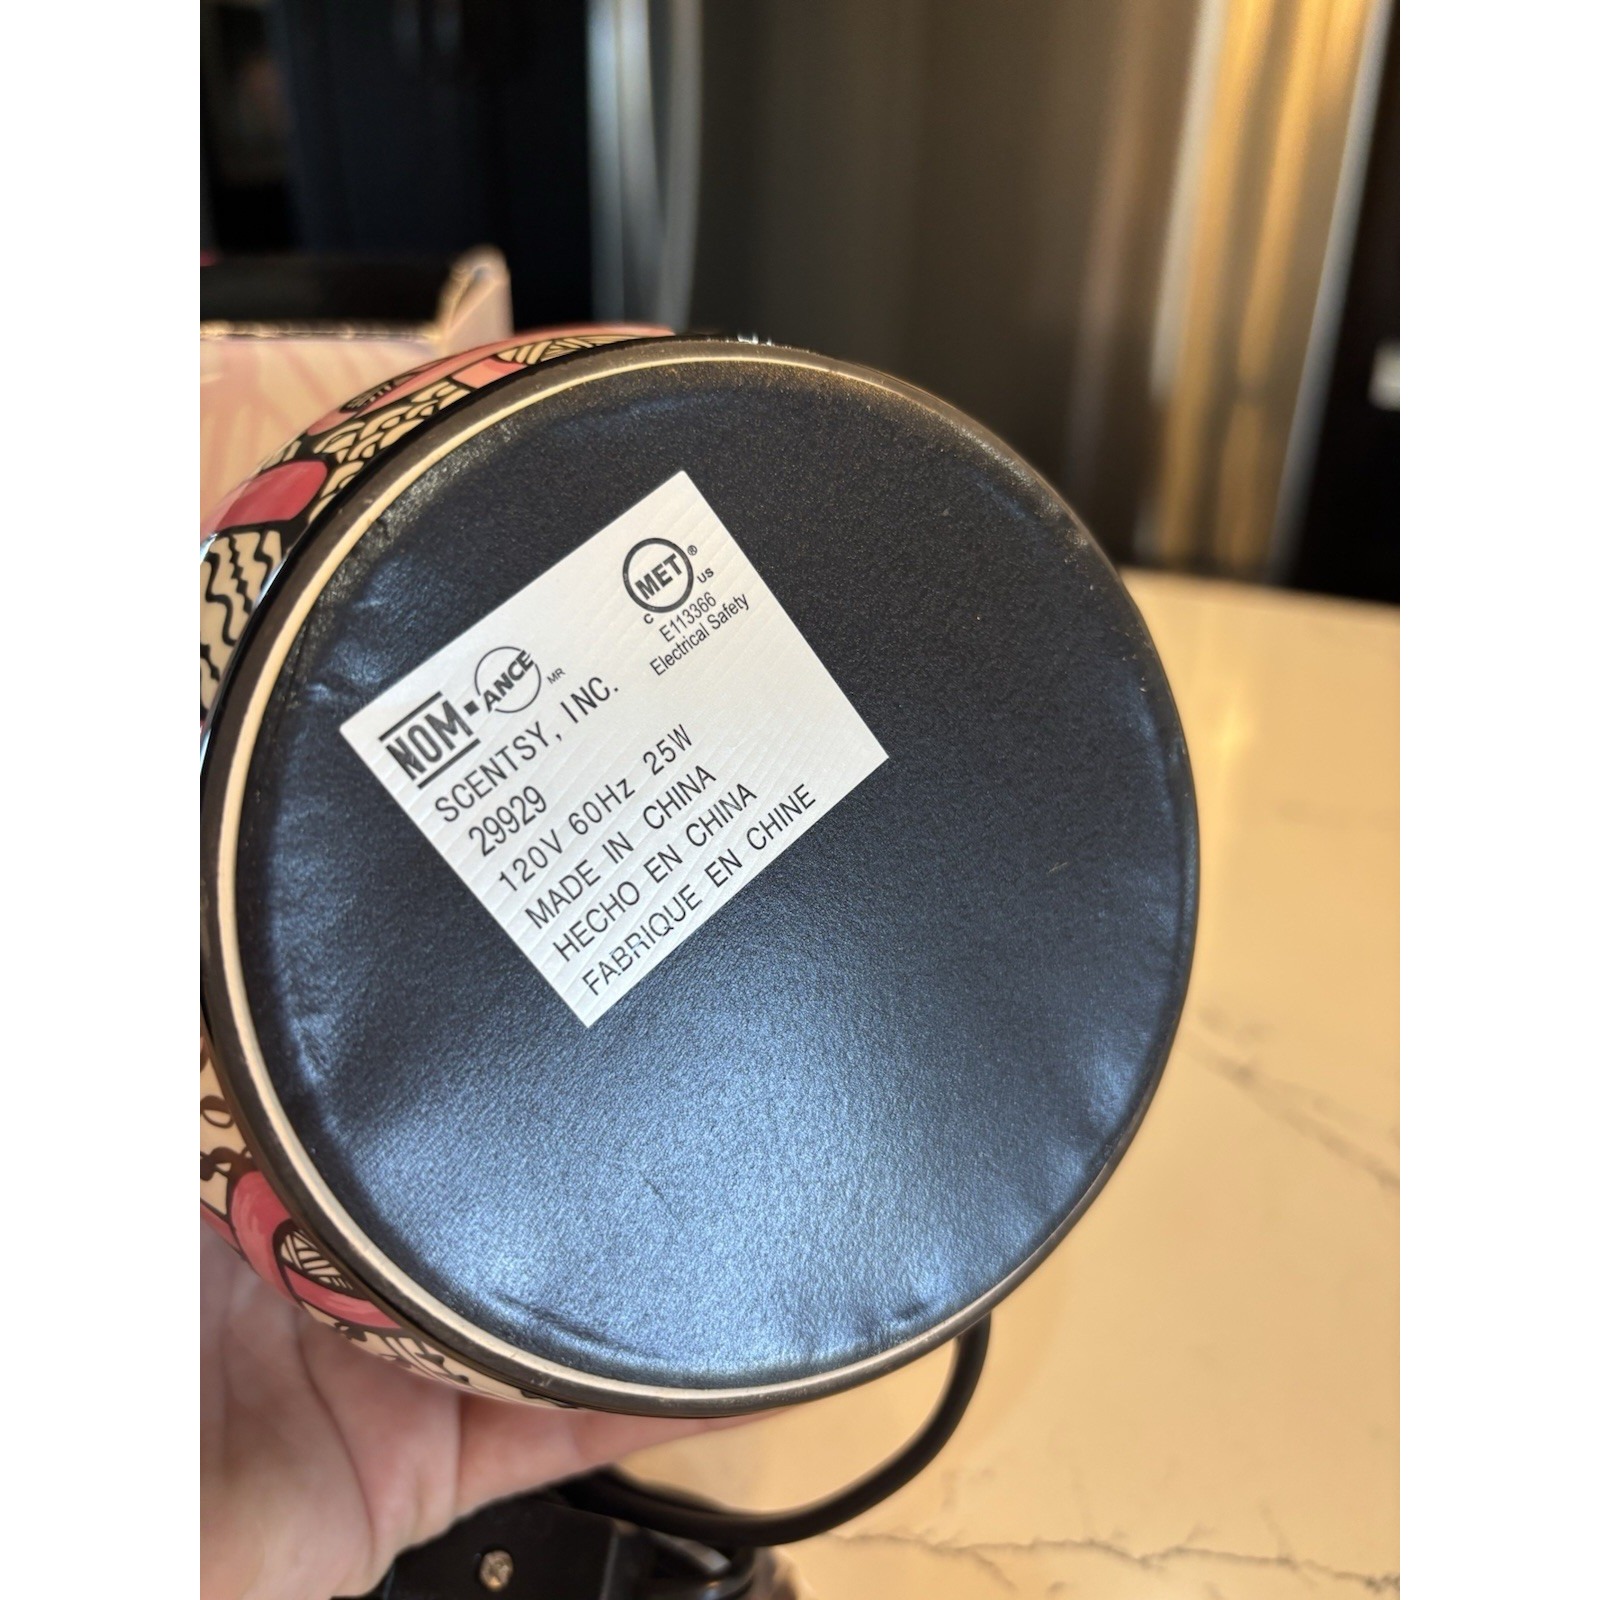 NOM-ANCE MR
C MET® US
E113366
Electrical Safety
SCENTSY, INC.
29929
120V 60Hz 25W
MADE IN CHINA
HECHO EN CHINA
FABRIQUE EN CHINE